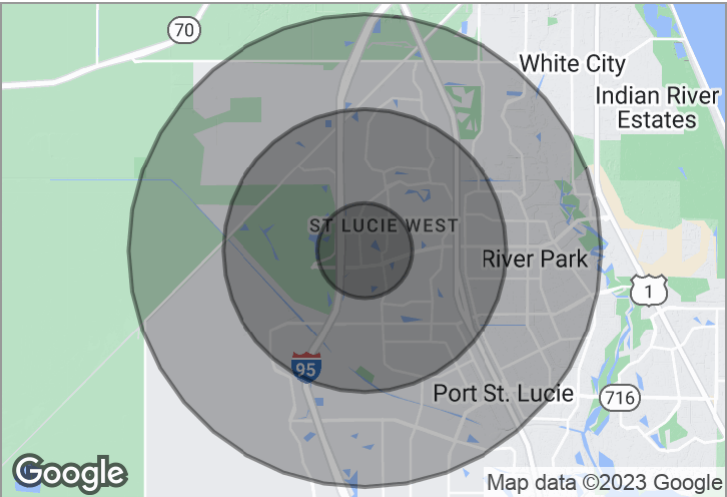 70
White City
Indian River
Estates
ST LUCIE WEST
River Park
1
95
Port St. Lucie
716
Google
Map data ©2023 Google